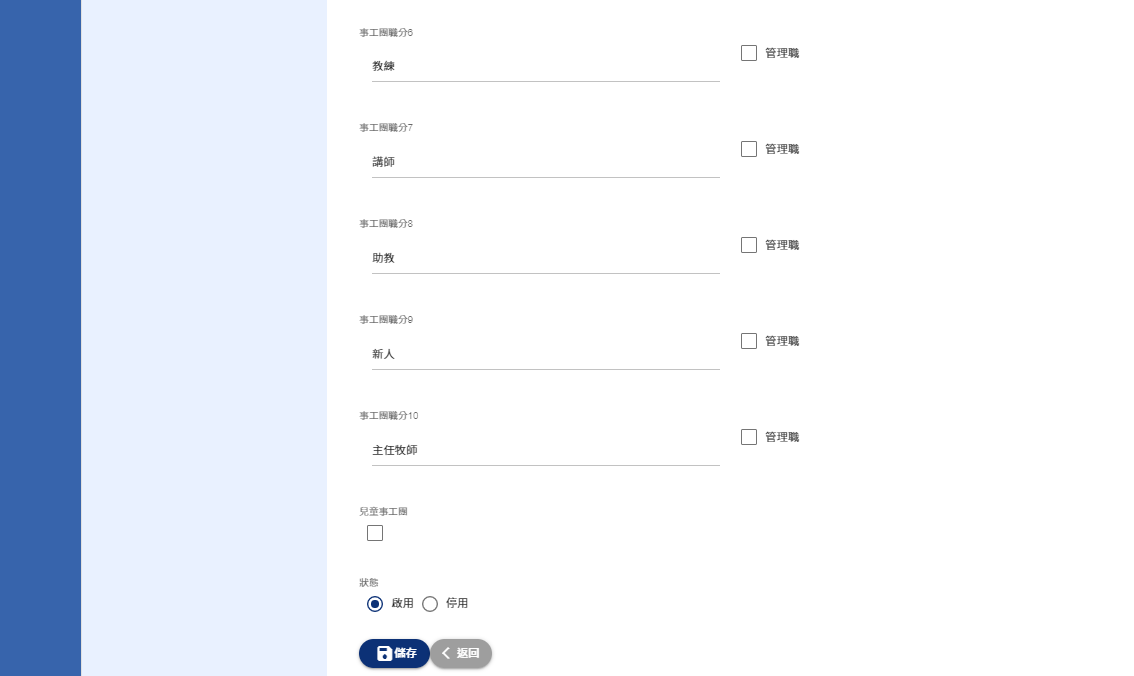 事工團職分6
教練
管理職
事工團職分7
講師
管理職
事工團職分8
助教
管理職
事工團職分9
新人
管理職
事工團職分10
主任牧師
管理職
兒童事工團
狀態
啟用 停用
儲存 返回